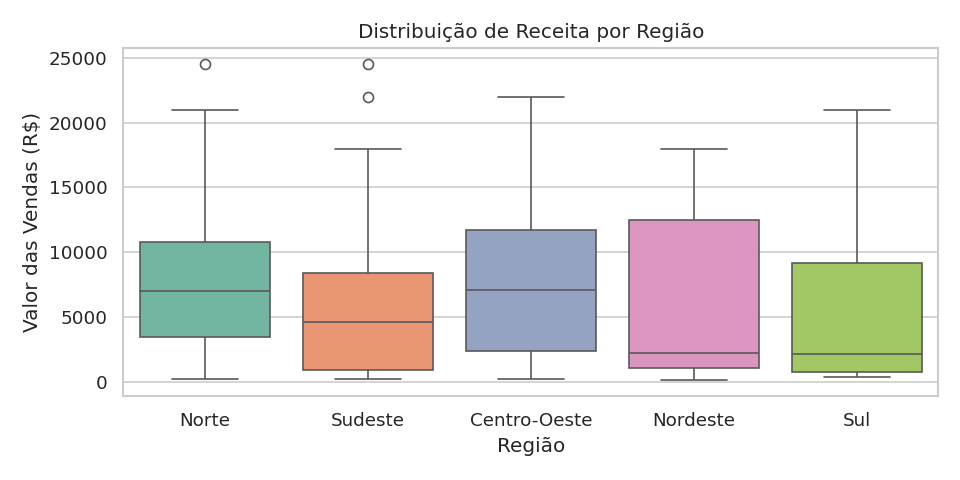 Distribuição de Receita por Região
Valor das Vendas (R$)
25000
20000
15000
10000
5000
0
Norte Sudeste Centro-Oeste Nordeste Sul
Região